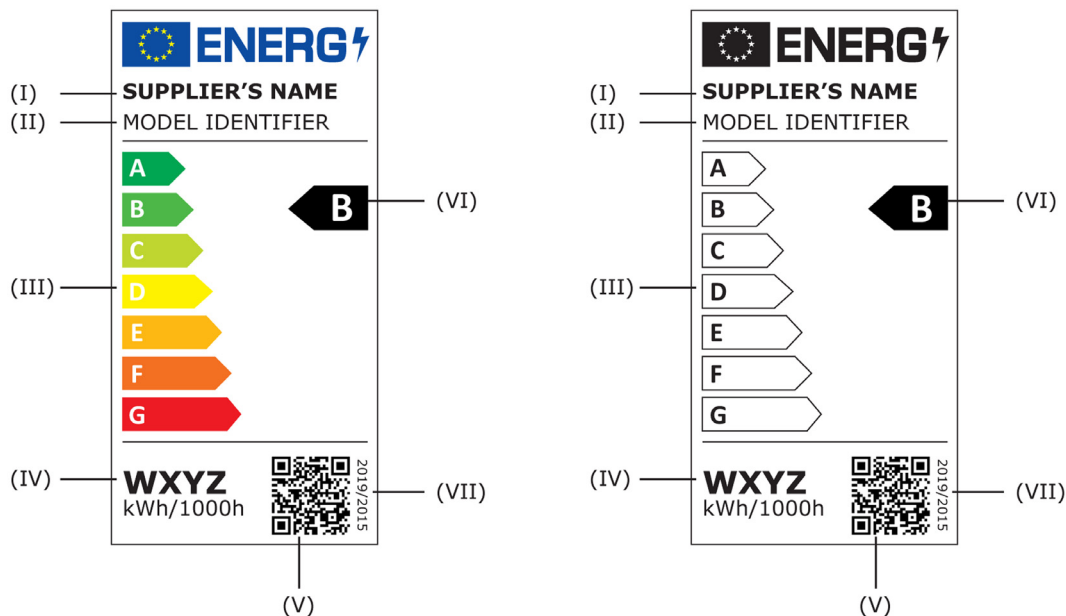 ENERG
(I)
SUPPLIER'S NAME
(II)
MODEL IDENTIFIER
A
B
B
(VI)
C
(III)
D
E
F
G
(IV)
WXYZ
kWh/1000h
2019/2015
(VII)
(V)
ENERG
(I)
SUPPLIER'S NAME
(II)
MODEL IDENTIFIER
A
B
B
(VI)
C
(III)
D
E
F
G
(IV)
WXYZ
kWh/1000h
2019/2015
(VII)
(V)